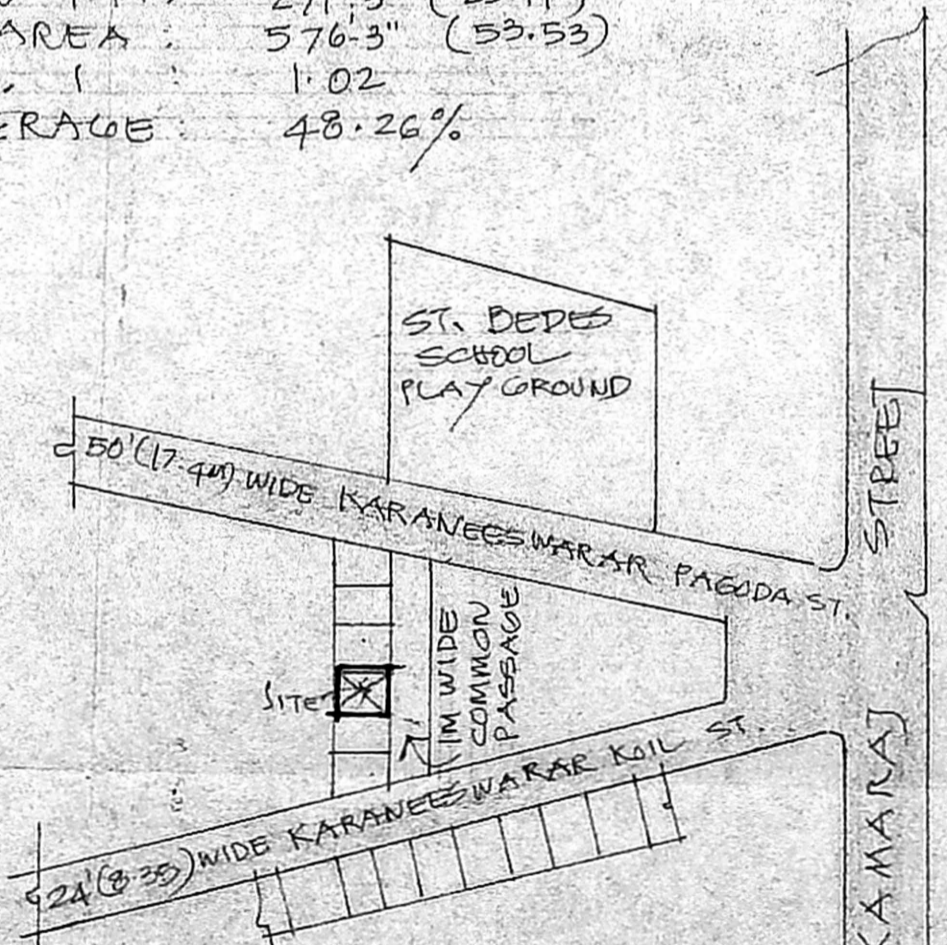 AREA : 576-3" (53.53)
1 : 1.02
ERAGE : 48.26%
ST. BEDES
SCHOOL
PLAY GROUND
50'(17.4M) WIDE KARANEESWARAR PAGODA ST.
STREET
1M WIDE
COMMON
PASSAGE
SITE
24'(8.35) WIDE KARANEESWARAR KOIL ST.
KAMARAJ